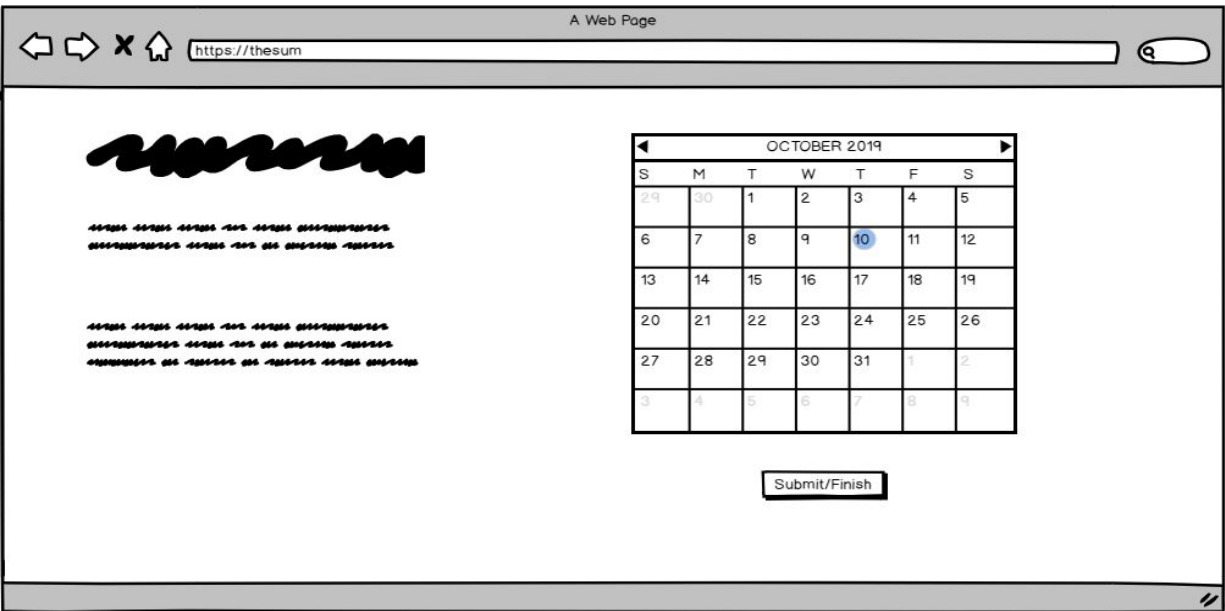 A Web Page
https://thesum
OCTOBER 2019
S M T W T F S
29 30 1 2 3 4 5
6 7 8 9 10 11 12
13 14 15 16 17 18 19
20 21 22 23 24 25 26
27 28 29 30 31 1 2
3 4 5 6 7 8 9
Submit/Finish